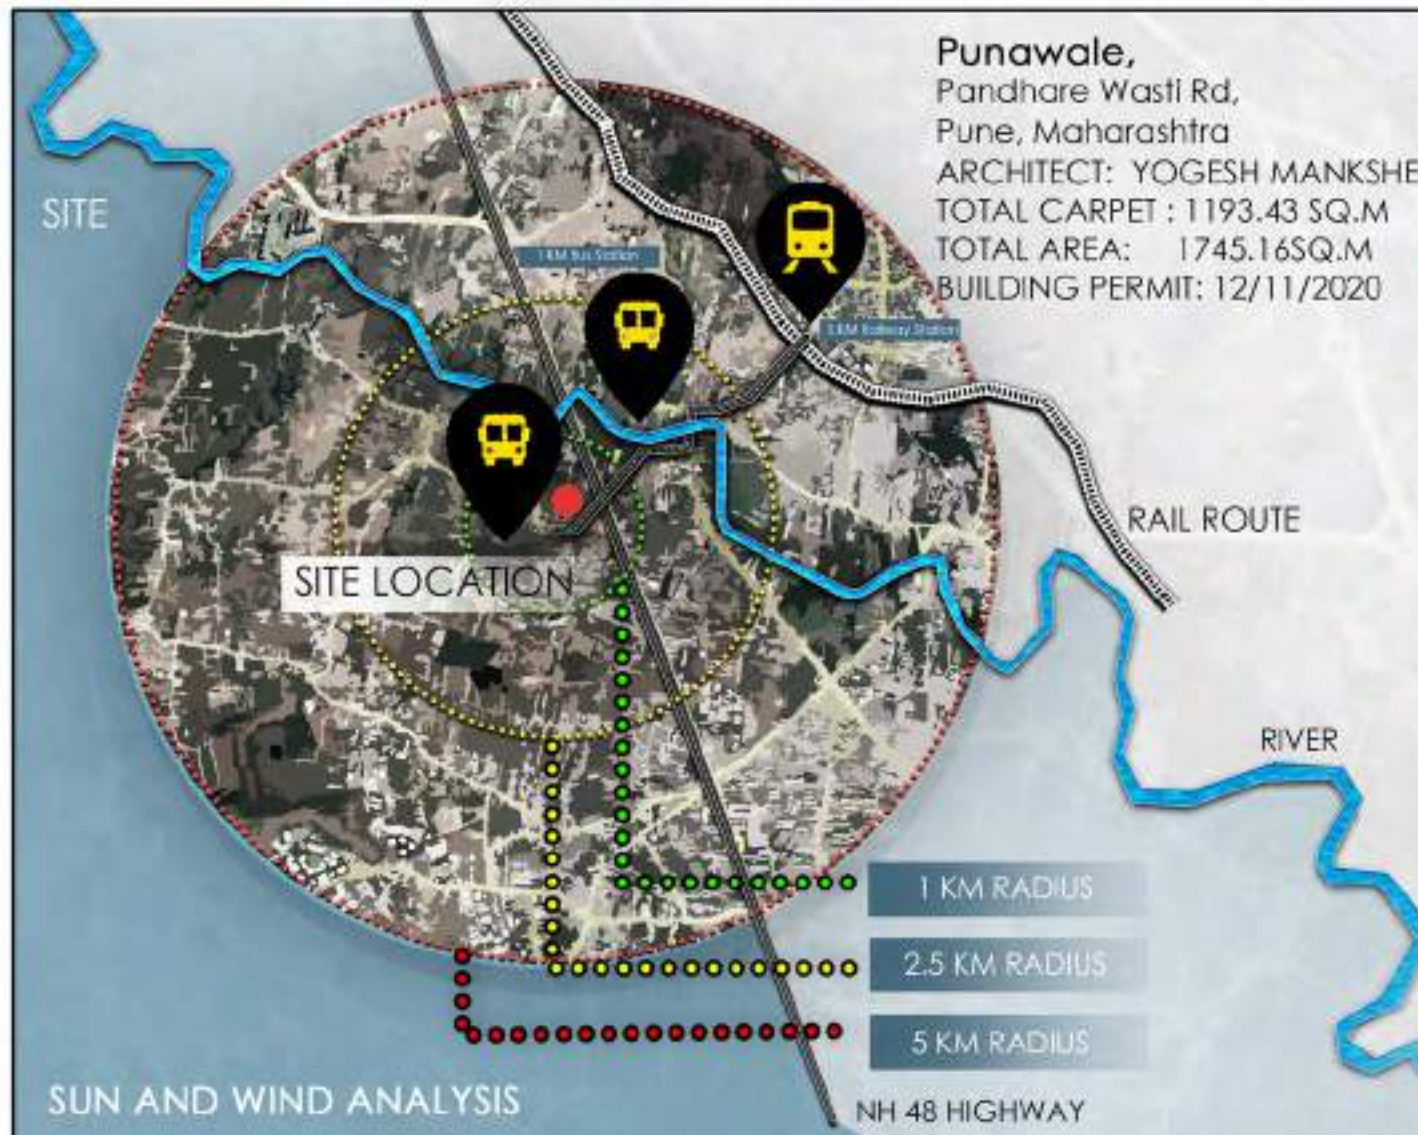 Punawale,
Pandhare Wasti Rd,
Pune, Maharashtra
ARCHITECT: YOGESH MANKSHE
TOTAL CARPET : 1193.43 SQ.M
TOTAL AREA: 1745.16SQ.M
BUILDING PERMIT: 12/11/2020
SITE
1 KM Bus Station
Railway Station
SITE LOCATION
RAIL ROUTE
RIVER
1 KM RADIUS
2.5 KM RADIUS
5 KM RADIUS
SUN AND WIND ANALYSIS
NH 48 HIGHWAY